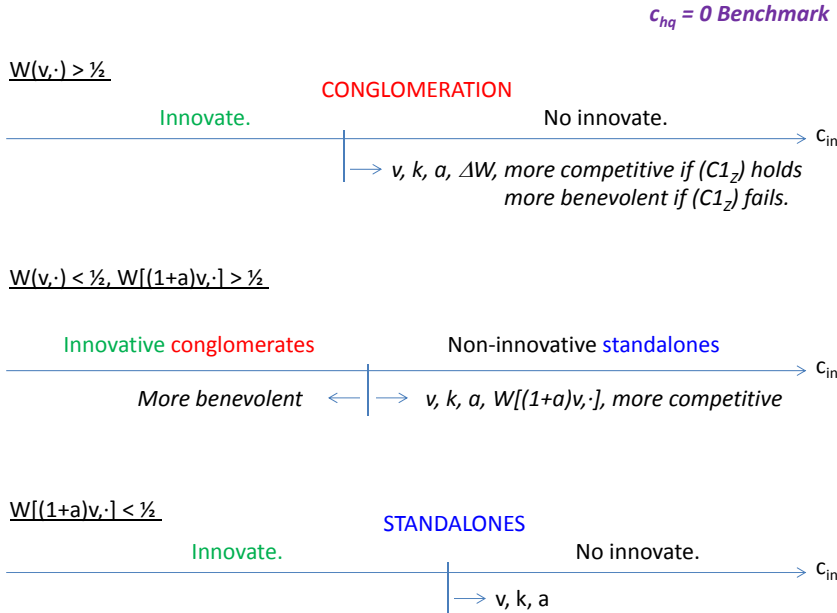 c_hq = 0 Benchmark
W(v,·) > ½
CONGLOMERATION
Innovate. No innovate.
c_in
v, k, a, ΔW, more competitive if (C1_Z) holds
more benevolent if (C1_Z) fails.
W(v,·) < ½, W[(1+a)v,·] > ½
Innovative conglomerates Non-innovative standalones
c_in
More benevolent ← → v, k, a, W[(1+a)v,·], more competitive
W[(1+a)v,·] < ½
STANDALONES
Innovate. No innovate.
c_in
→ v, k, a